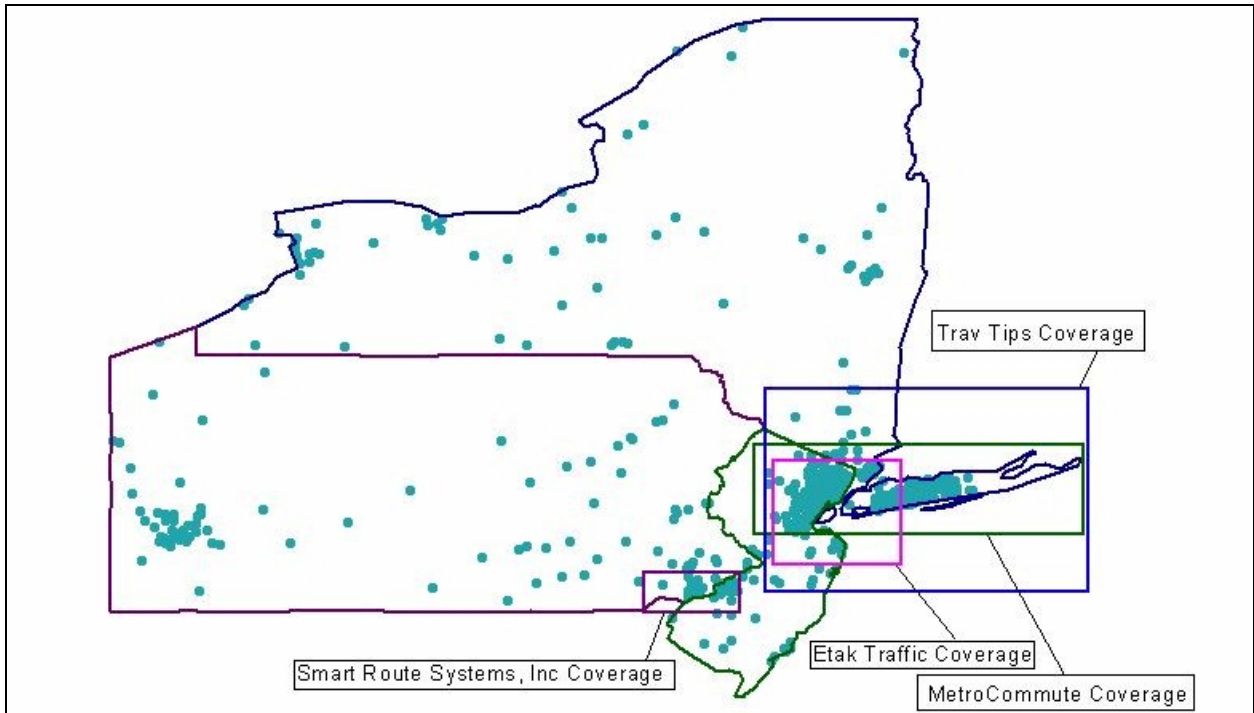 Trav Tips Coverage
Etak Traffic Coverage
Smart Route Systems, Inc Coverage
MetroCommute Coverage